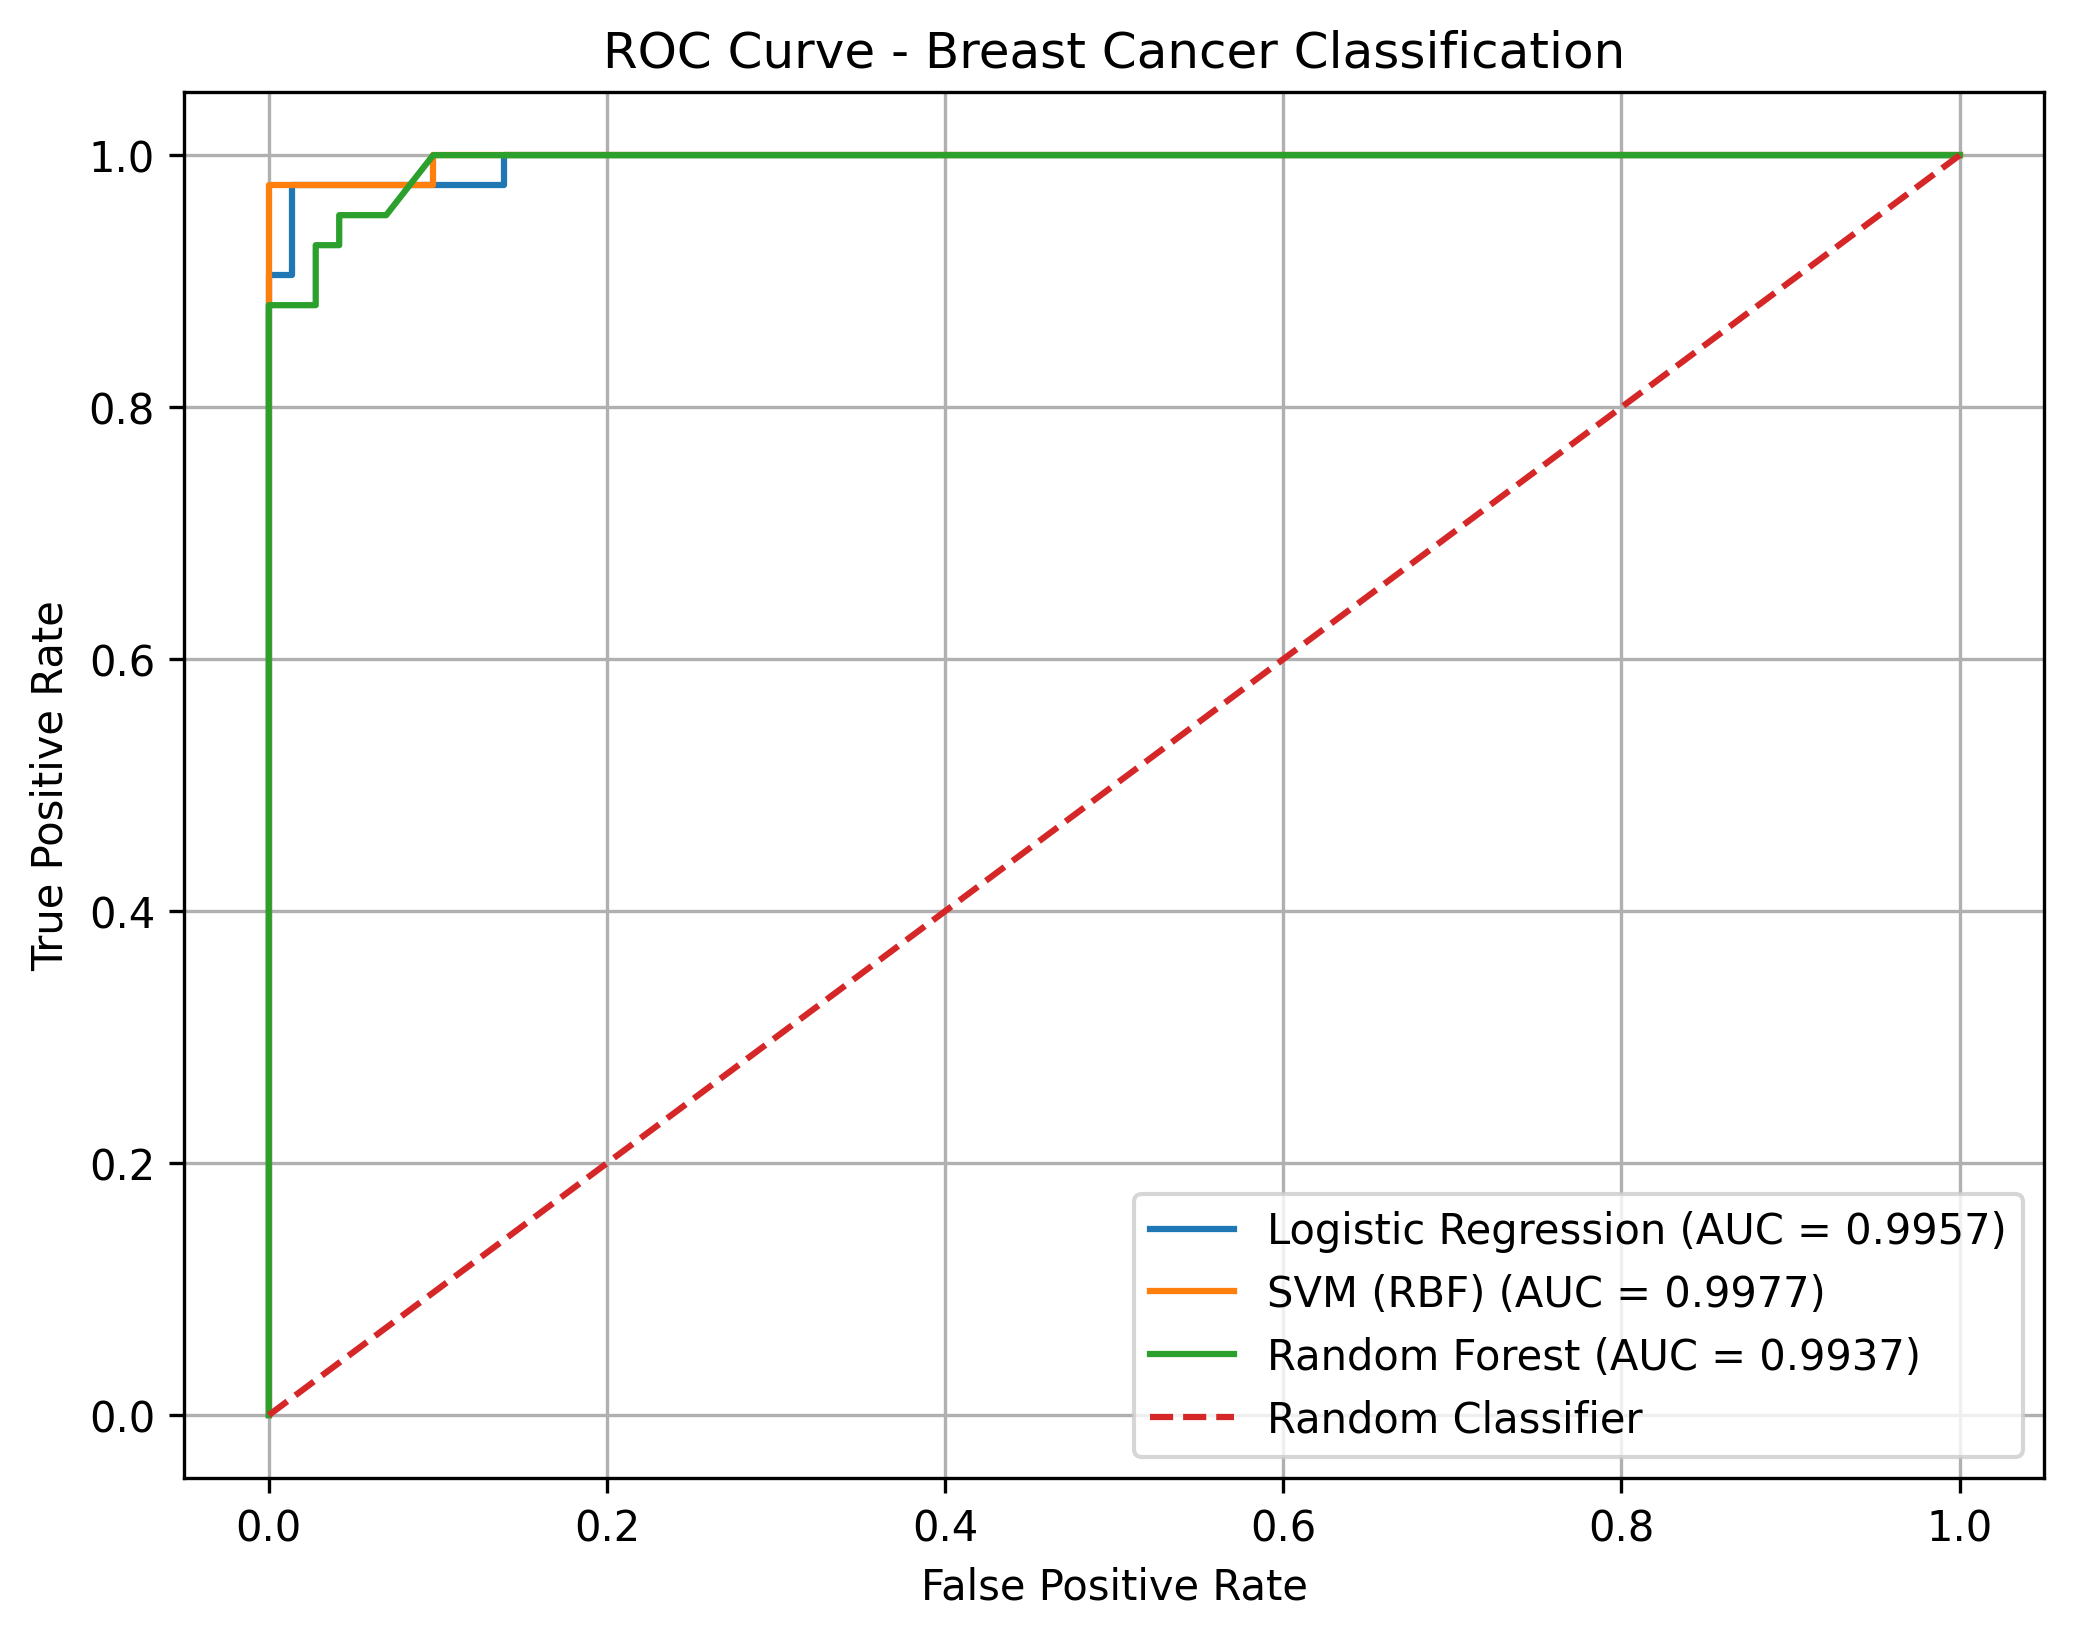 ROC Curve - Breast Cancer Classification
True Positive Rate
1.0
0.8
0.6
0.4
0.2
0.0
0.0 0.2 0.4 0.6 0.8 1.0
False Positive Rate
Logistic Regression (AUC = 0.9957)
SVM (RBF) (AUC = 0.9977)
Random Forest (AUC = 0.9937)
Random Classifier